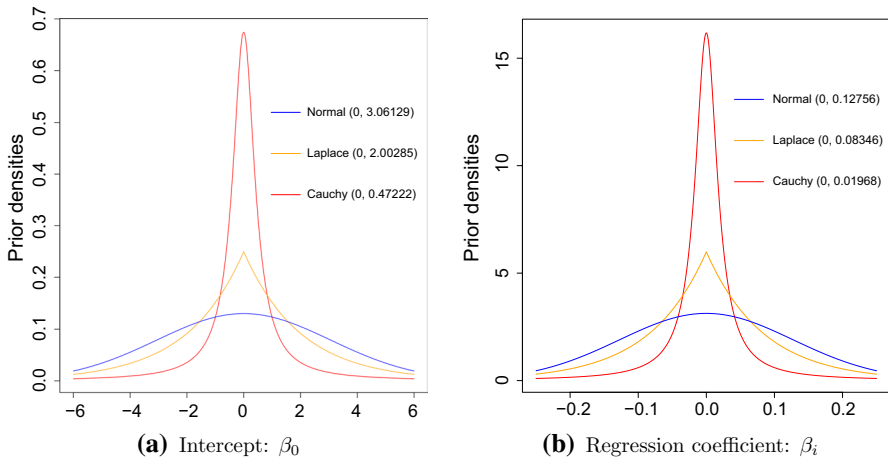 Prior densities
0.0 0.1 0.2 0.3 0.4 0.5 0.6 0.7
Normal (0, 3.06129)
Laplace (0, 2.00285)
Cauchy (0, 0.47222)
−6 −4 −2 0 2 4 6
(a) Intercept: β0
Prior densities
0 5 10 15
Normal (0, 0.12756)
Laplace (0, 0.08346)
Cauchy (0, 0.01968)
−0.2 −0.1 0.0 0.1 0.2
(b) Regression coefficient: βi